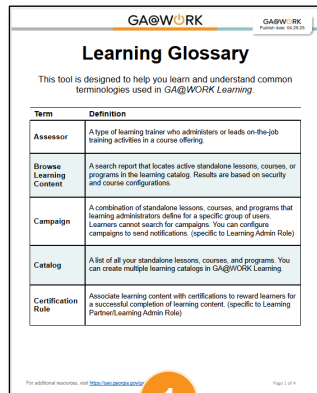 GA@WORK
GA@WORK
Publish date: 04.25.25
Learning Glossary
This tool is designed to help you learn and understand common
terminologies used in GA@WORK Learning.
Term Definition
Assessor
A type of learning trainer who administers or leads on-the-job
training activities in a course offering.
Browse
Learning
Content
A search report that locates active standalone lessons, courses, or
programs in the learning catalog. Results are based on security
and course configurations.
Campaign
A combination of standalone lessons, courses, and programs that
learning administrators define for a specific group of users.
Learners cannot search for campaigns. You can configure
campaigns to send notifications. (specific to Learning Admin Role)
Catalog
A list of all your standalone lessons, courses, and programs. You
can create multiple learning catalogs in GA@WORK Learning.
Certification
Rule
Associate learning content with certifications to reward learners for
a successful completion of learning content. (specific to Learning
Partner/Learning Admin Role)
For additional resources, visit https://sao.georgia.gov/
Page 1 of 4